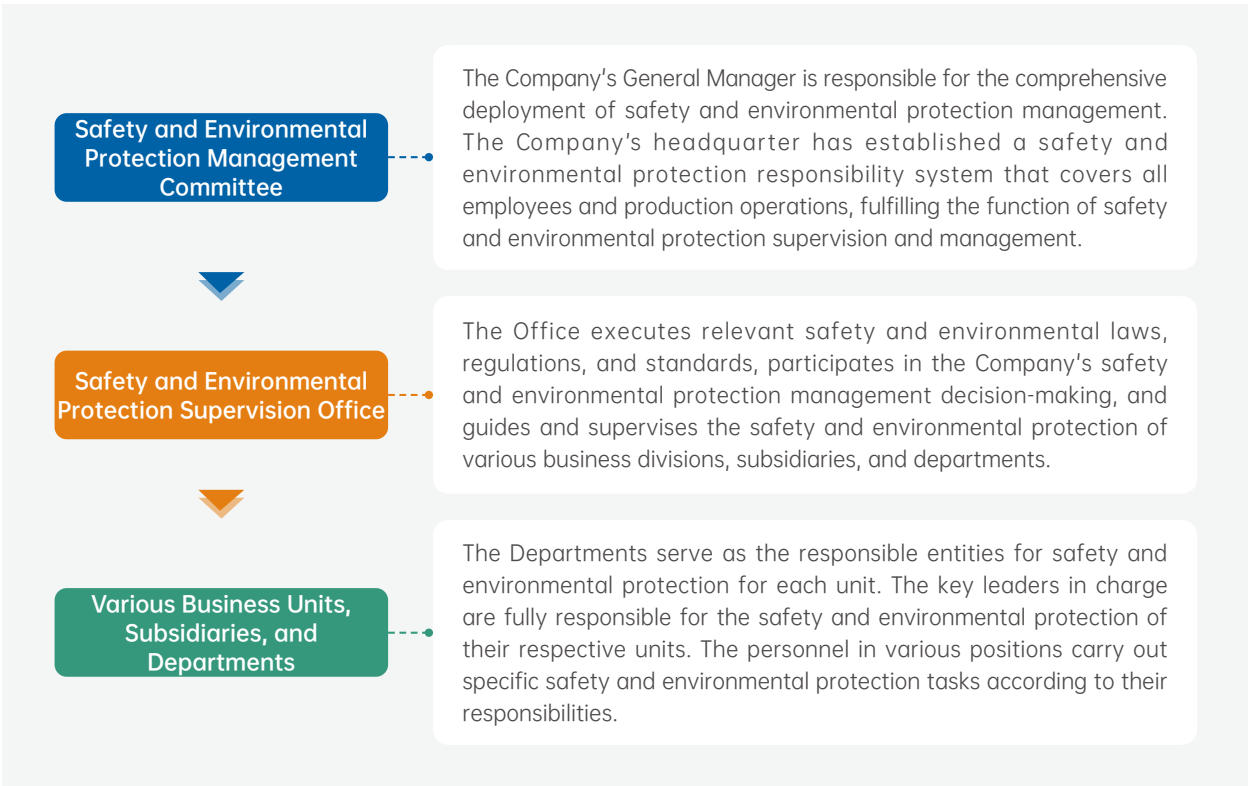 Safety and Environmental
Protection Management
Committee
The Company's General Manager is responsible for the comprehensive
deployment of safety and environmental protection management.
The Company's headquarter has established a safety and
environmental protection responsibility system that covers all
employees and production operations, fulfilling the function of safety
and environmental protection supervision and management.
Safety and Environmental
Protection Supervision Office
The Office executes relevant safety and environmental laws,
regulations, and standards, participates in the Company's safety
and environmental protection management decision-making, and
guides and supervises the safety and environmental protection of
various business divisions, subsidiaries, and departments.
Various Business Units,
Subsidiaries, and
Departments
The Departments serve as the responsible entities for safety and
environmental protection for each unit. The key leaders in charge
are fully responsible for the safety and environmental protection of
their respective units. The personnel in various positions carry out
specific safety and environmental protection tasks according to their
responsibilities.